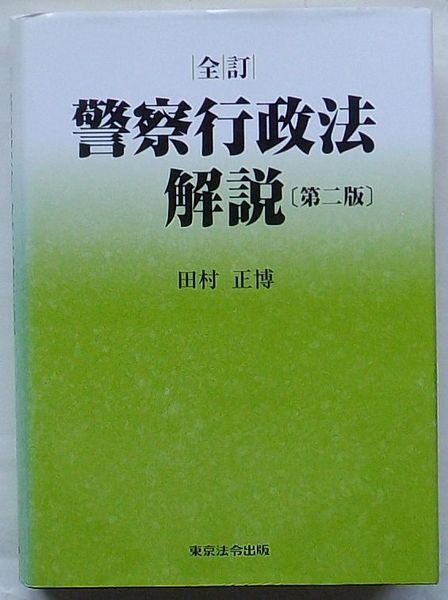 全訂
警察行政法
解説〔第二版〕
田村 正博
東京法令出版